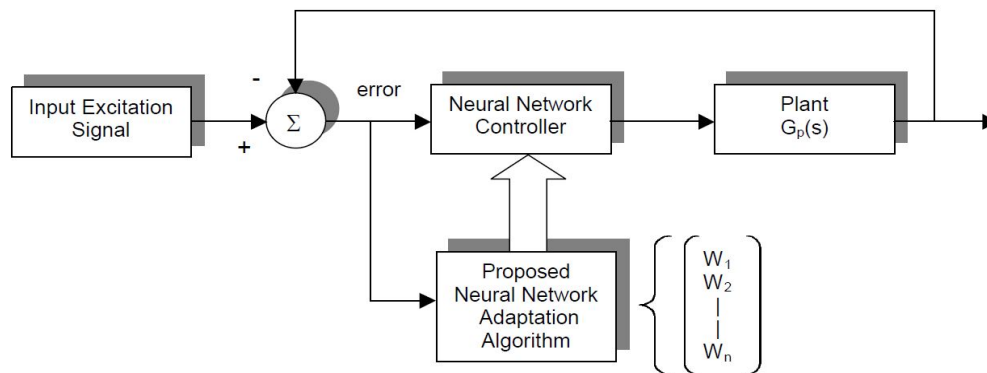 Input Excitation
Signal
-
+
Σ
error
Neural Network
Controller
Plant
Gp(s)
Proposed
Neural Network
Adaptation
Algorithm
W1
W2
|
|
Wn